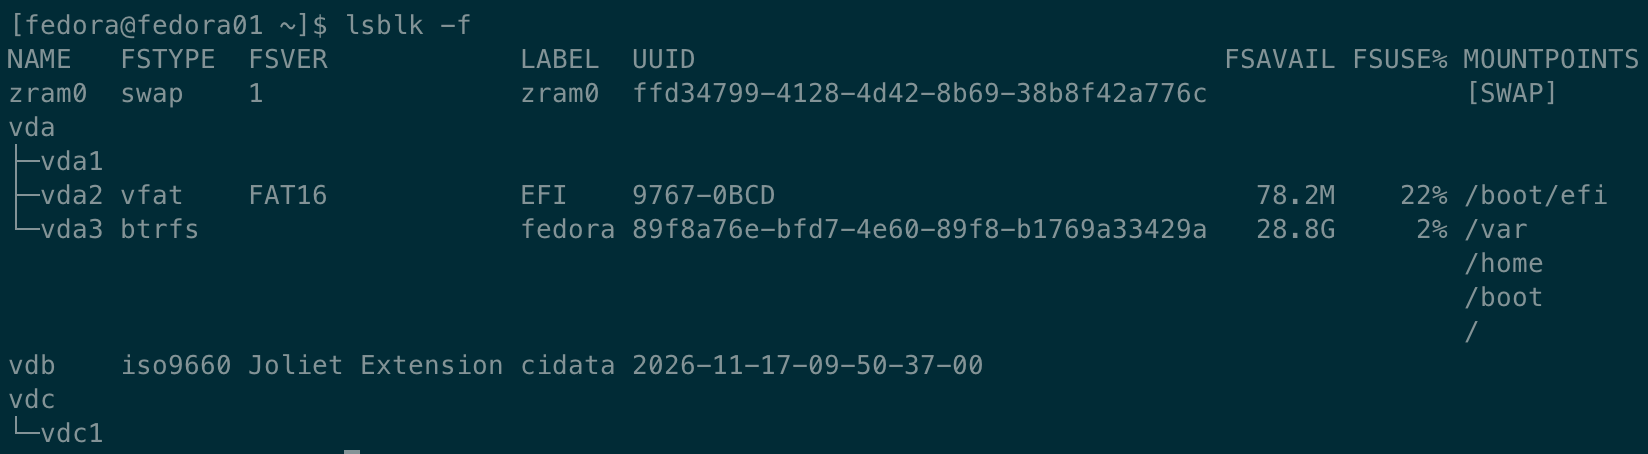 [fedora@fedora01 ~]$ lsblk -f
NAME   FSTYPE  FSVER            LABEL  UUID                                 FSAVAIL FSUSE% MOUNTPOINTS
zram0  swap    1                zram0  ffd34799-4128-4d42-8b69-38b8f42a776c                [SWAP]
vda
├─vda1
├─vda2 vfat    FAT16            EFI    9767-0BCD                              78.2M    22% /boot/efi
└─vda3 btrfs                    fedora 89f8a76e-bfd7-4e60-89f8-b1769a33429a   28.8G     2% /var
                                                                                           /home
                                                                                           /boot
                                                                                           /
vdb    iso9660 Joliet Extension cidata 2026-11-17-09-50-37-00
vdc
└─vdc1